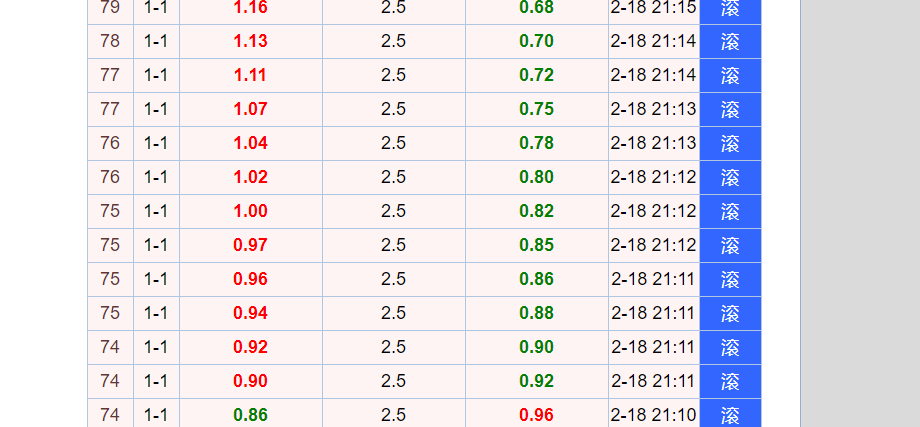 79 1-1 1.16 2.5 0.68 2-18 21:15 滚
78 1-1 1.13 2.5 0.70 2-18 21:14 滚
77 1-1 1.11 2.5 0.72 2-18 21:14 滚
77 1-1 1.07 2.5 0.75 2-18 21:13 滚
76 1-1 1.04 2.5 0.78 2-18 21:13 滚
76 1-1 1.02 2.5 0.80 2-18 21:12 滚
75 1-1 1.00 2.5 0.82 2-18 21:12 滚
75 1-1 0.97 2.5 0.85 2-18 21:12 滚
75 1-1 0.96 2.5 0.86 2-18 21:11 滚
75 1-1 0.94 2.5 0.88 2-18 21:11 滚
74 1-1 0.92 2.5 0.90 2-18 21:11 滚
74 1-1 0.90 2.5 0.92 2-18 21:11 滚
74 1-1 0.86 2.5 0.96 2-18 21:10 滚